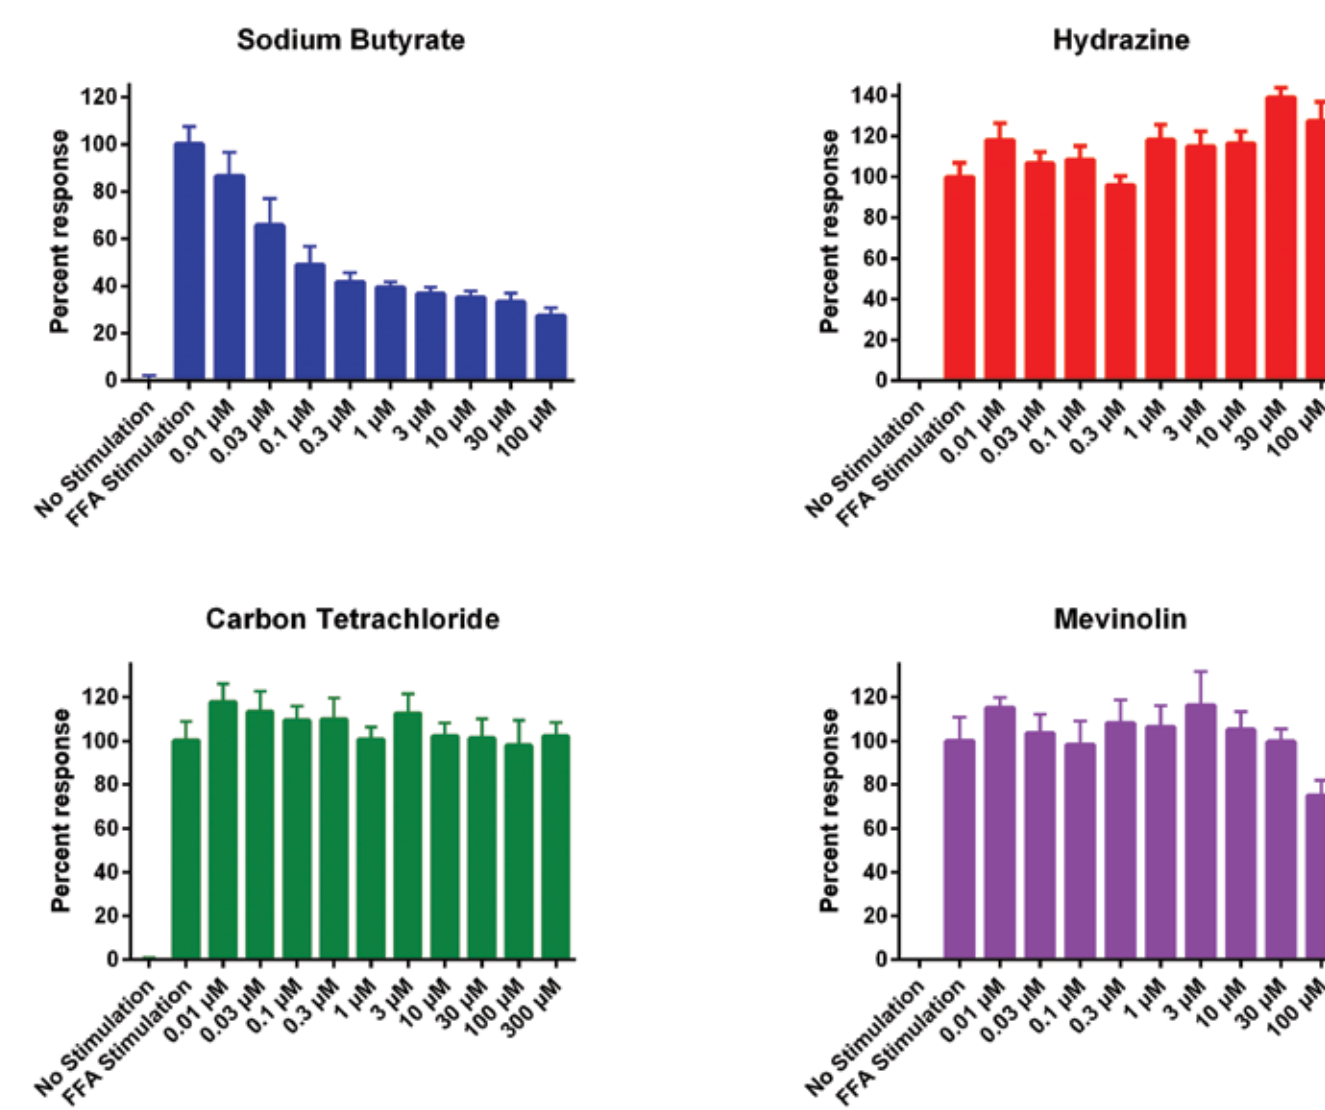 Sodium Butyrate
Percent response
120
100
80
60
40
20
0
No Stimulation
FFA Stimulation
0.01 µM
0.03 µM
0.1 µM
0.3 µM
1 µM
3 µM
10 µM
30 µM
100 µM
Hydrazine
Percent response
140
120
100
80
60
40
20
0
No Stimulation
FFA Stimulation
0.01 µM
0.03 µM
0.1 µM
0.3 µM
1 µM
3 µM
10 µM
30 µM
100 µM
Carbon Tetrachloride
Percent response
120
100
80
60
40
20
0
No Stimulation
FFA Stimulation
0.01 µM
0.03 µM
0.1 µM
0.3 µM
1 µM
3 µM
10 µM
30 µM
100 µM
300 µM
Mevinolin
Percent response
120
100
80
60
40
20
0
No Stimulation
FFA Stimulation
0.01 µM
0.03 µM
0.1 µM
0.3 µM
1 µM
3 µM
10 µM
30 µM
100 µM